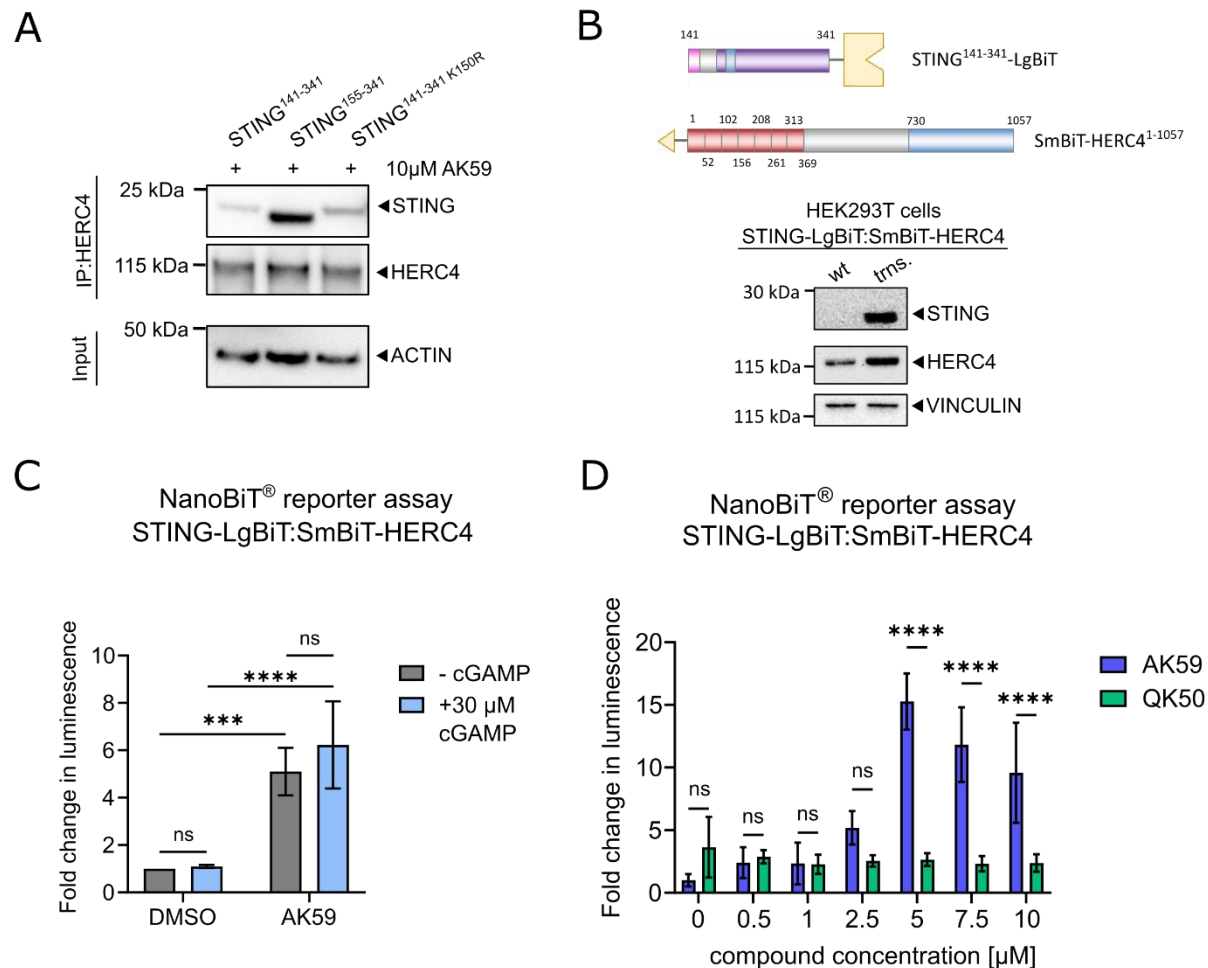 A
STING141-341
STING155-341
STING141-341 K150R
+ + + 10µM AK59
IP:HERC4
25 kDa
◄STING
115 kDa
◄HERC4
Input
50 kDa
◄ACTIN
B
141 341
STING141-341-LgBiT
1 102 208 313 730 1057
SmBiT-HERC41-1057
52 156 261 369
HEK293T cells
STING-LgBiT:SmBiT-HERC4
wt trns.
30 kDa
◄STING
115 kDa
◄HERC4
115 kDa
◄VINCULIN
C
NanoBiT® reporter assay
STING-LgBiT:SmBiT-HERC4
Fold change in luminescence
10
8
6
4
2
0
ns
****
***
ns
DMSO AK59
- cGAMP
+30 µM
cGAMP
D
NanoBiT® reporter assay
STING-LgBiT:SmBiT-HERC4
Fold change in luminescence
20
15
10
5
0
ns ns ns ns **** **** ****
0 0.5 1 2.5 5 7.5 10
compound concentration [µM]
AK59
QK50